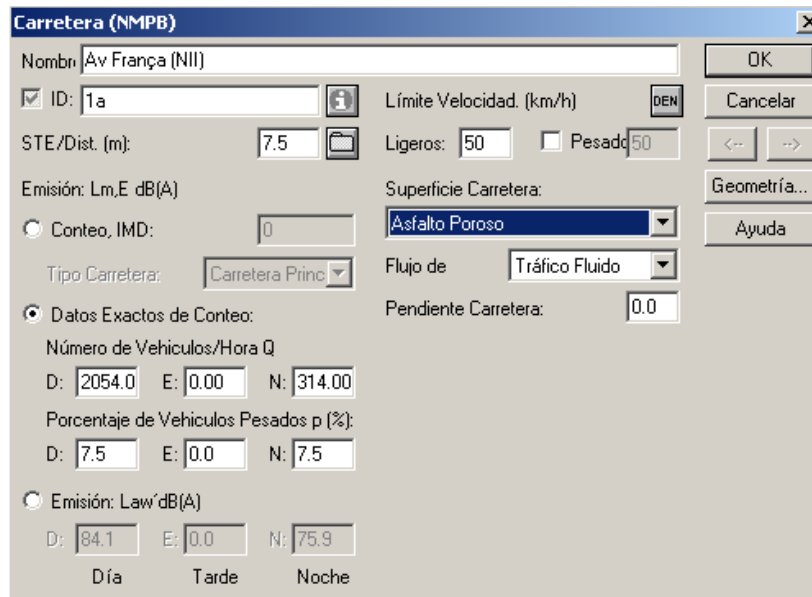 Carretera (NMPB)
Nombr Av França (NII)
OK
ID: 1a
Límite Velocidad. (km/h)
DEN
Cancelar
STE/Dist. (m): 7.5
Ligeros: 50
Pesado 50
<-- -->
Emisión: Lm,E dB(A)
Superficie Carretera:
Geometría...
Conteo, IMD: 0
Asfalto Poroso
Ayuda
Tipo Carretera: Carretera Princ
Flujo de Tráfico Fluido
Datos Exactos de Conteo:
Pendiente Carretera: 0.0
Número de Vehiculos/Hora Q
D: 2054.0 E: 0.00 N: 314.00
Porcentaje de Vehiculos Pesados p (%):
D: 7.5 E: 0.0 N: 7.5
Emisión: Law´dB(A)
D: 84.1 E: 0.0 N: 75.9
Día Tarde Noche